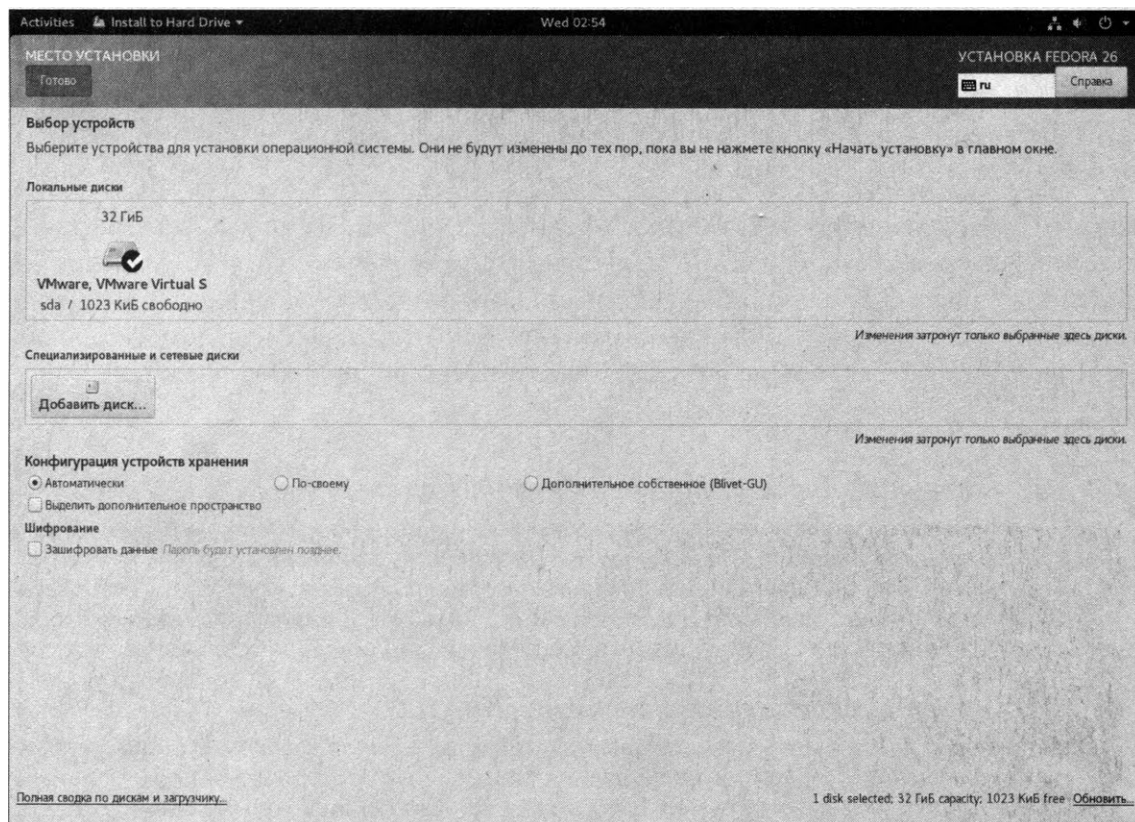 Activities Install to Hard Drive Wed 02:54
МЕСТО УСТАНОВКИ УСТАНОВКА FEDORA 26
Готово ru Справка
Выбор устройств
Выберите устройства для установки операционной системы. Они не будут изменены до тех пор, пока вы не нажмете кнопку «Начать установку» в главном окне.
Локальные диски
32 ГиБ
VMware, VMware Virtual S
sda / 1023 КиБ свободно
Изменения затронут только выбранные здесь диски.
Специализированные и сетевые диски
Добавить диск...
Изменения затронут только выбранные здесь диски.
Конфигурация устройств хранения
Автоматически По-своему Дополнительное собственное (Blivet-GU)
Выделить дополнительное пространство
Шифрование
Зашифровать данные Пароль будет установлен позднее.
Полная сводка по дискам и загрузчику... 1 disk selected; 32 ГиБ capacity; 1023 КиБ free Обновить...